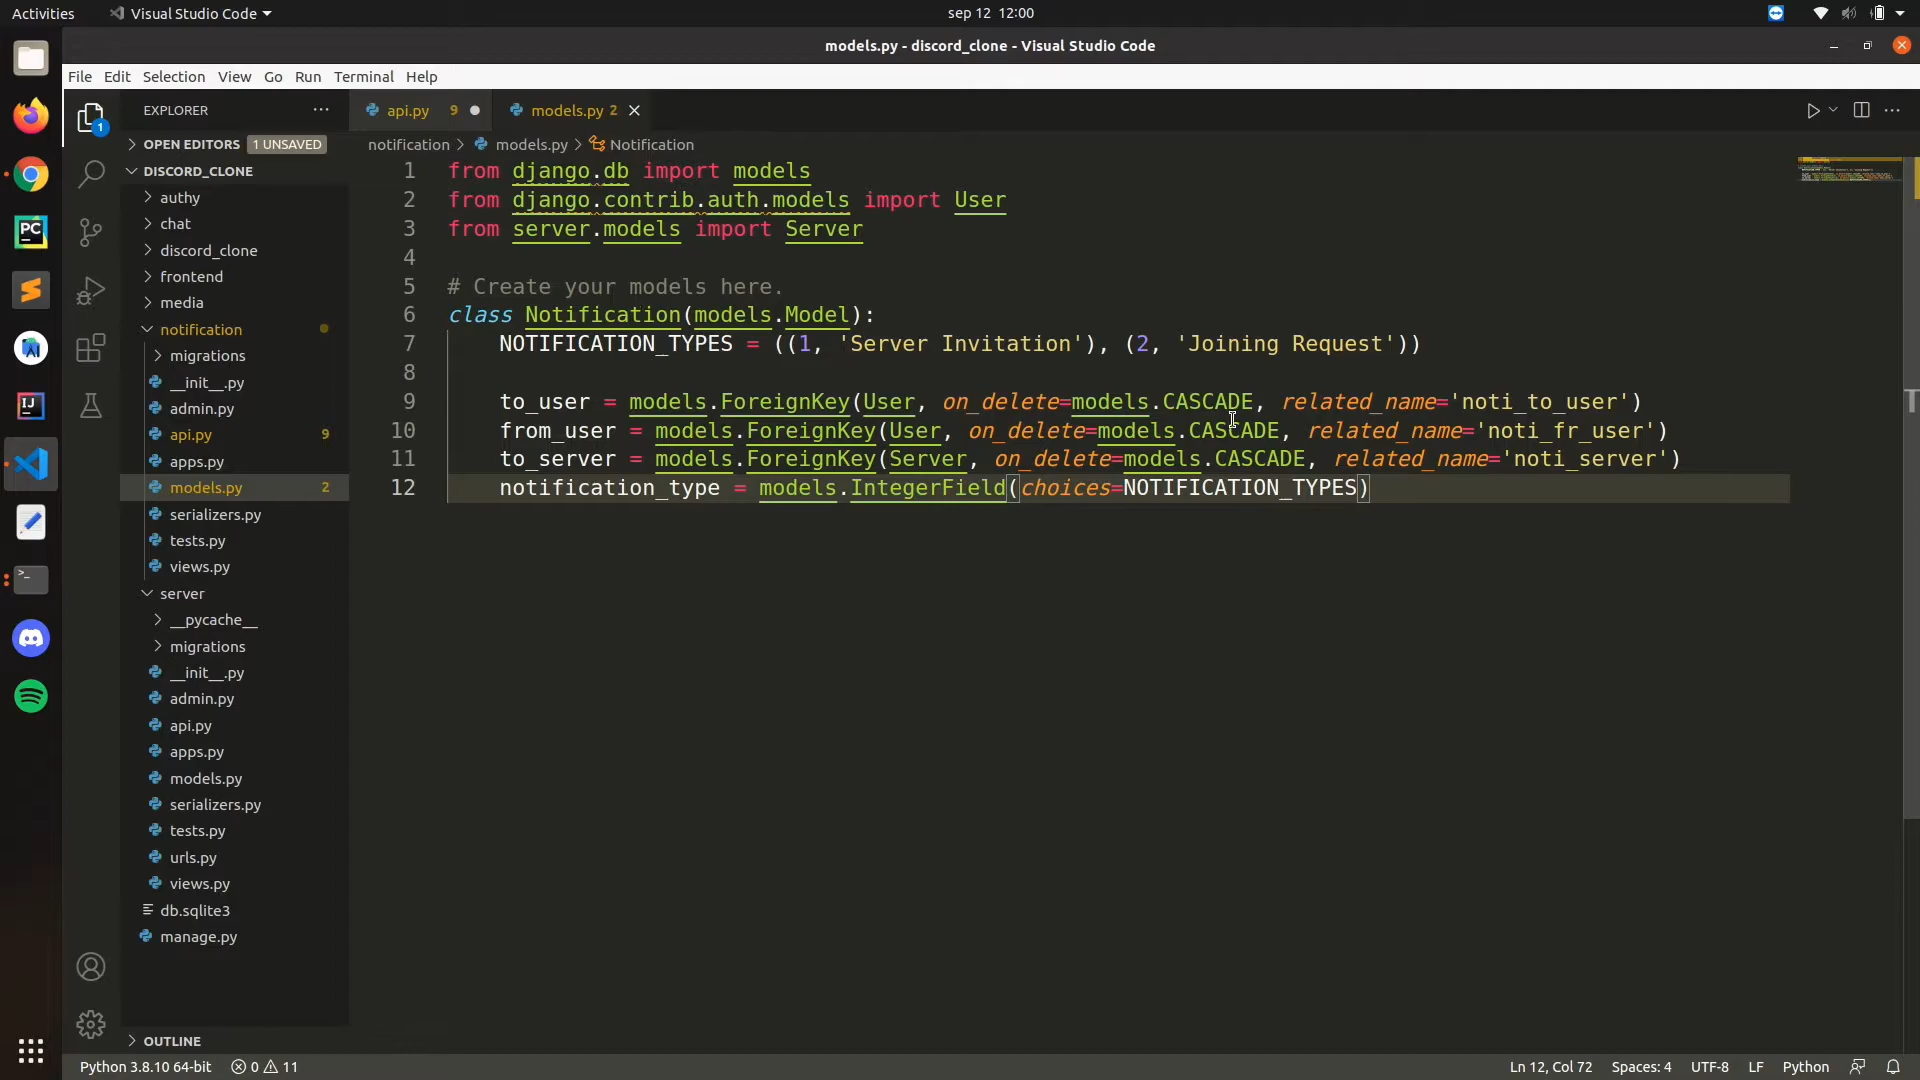 Activities
Visual Studio Code
sep 12 12:00
models.py - discord_clone - Visual Studio Code
File Edit Selection View Go Run Terminal Help
EXPLORER
api.py 9
models.py 2
OPEN EDITORS 1 UNSAVED
notification > models.py > Notification
DISCORD_CLONE
authy
chat
discord_clone
frontend
media
notification
migrations
__init__.py
admin.py
api.py 9
apps.py
models.py 2
serializers.py
tests.py
views.py
server
__pycache__
migrations
__init__.py
admin.py
api.py
apps.py
models.py
serializers.py
tests.py
urls.py
views.py
db.sqlite3
manage.py
OUTLINE
1 from django.db import models
2 from django.contrib.auth.models import User
3 from server.models import Server
4
5 # Create your models here.
6 class Notification(models.Model):
7 NOTIFICATION_TYPES = ((1, 'Server Invitation'), (2, 'Joining Request'))
8
9 to_user = models.ForeignKey(User, on_delete=models.CASCADE, related_name='noti_to_user')
10 from_user = models.ForeignKey(User, on_delete=models.CASCADE, related_name='noti_fr_user')
11 to_server = models.ForeignKey(Server, on_delete=models.CASCADE, related_name='noti_server')
12 notification_type = models.IntegerField(choices=NOTIFICATION_TYPES)
Python 3.8.10 64-bit 0 11
Ln 12, Col 72 Spaces: 4 UTF-8 LF Python
PC
IJ
1